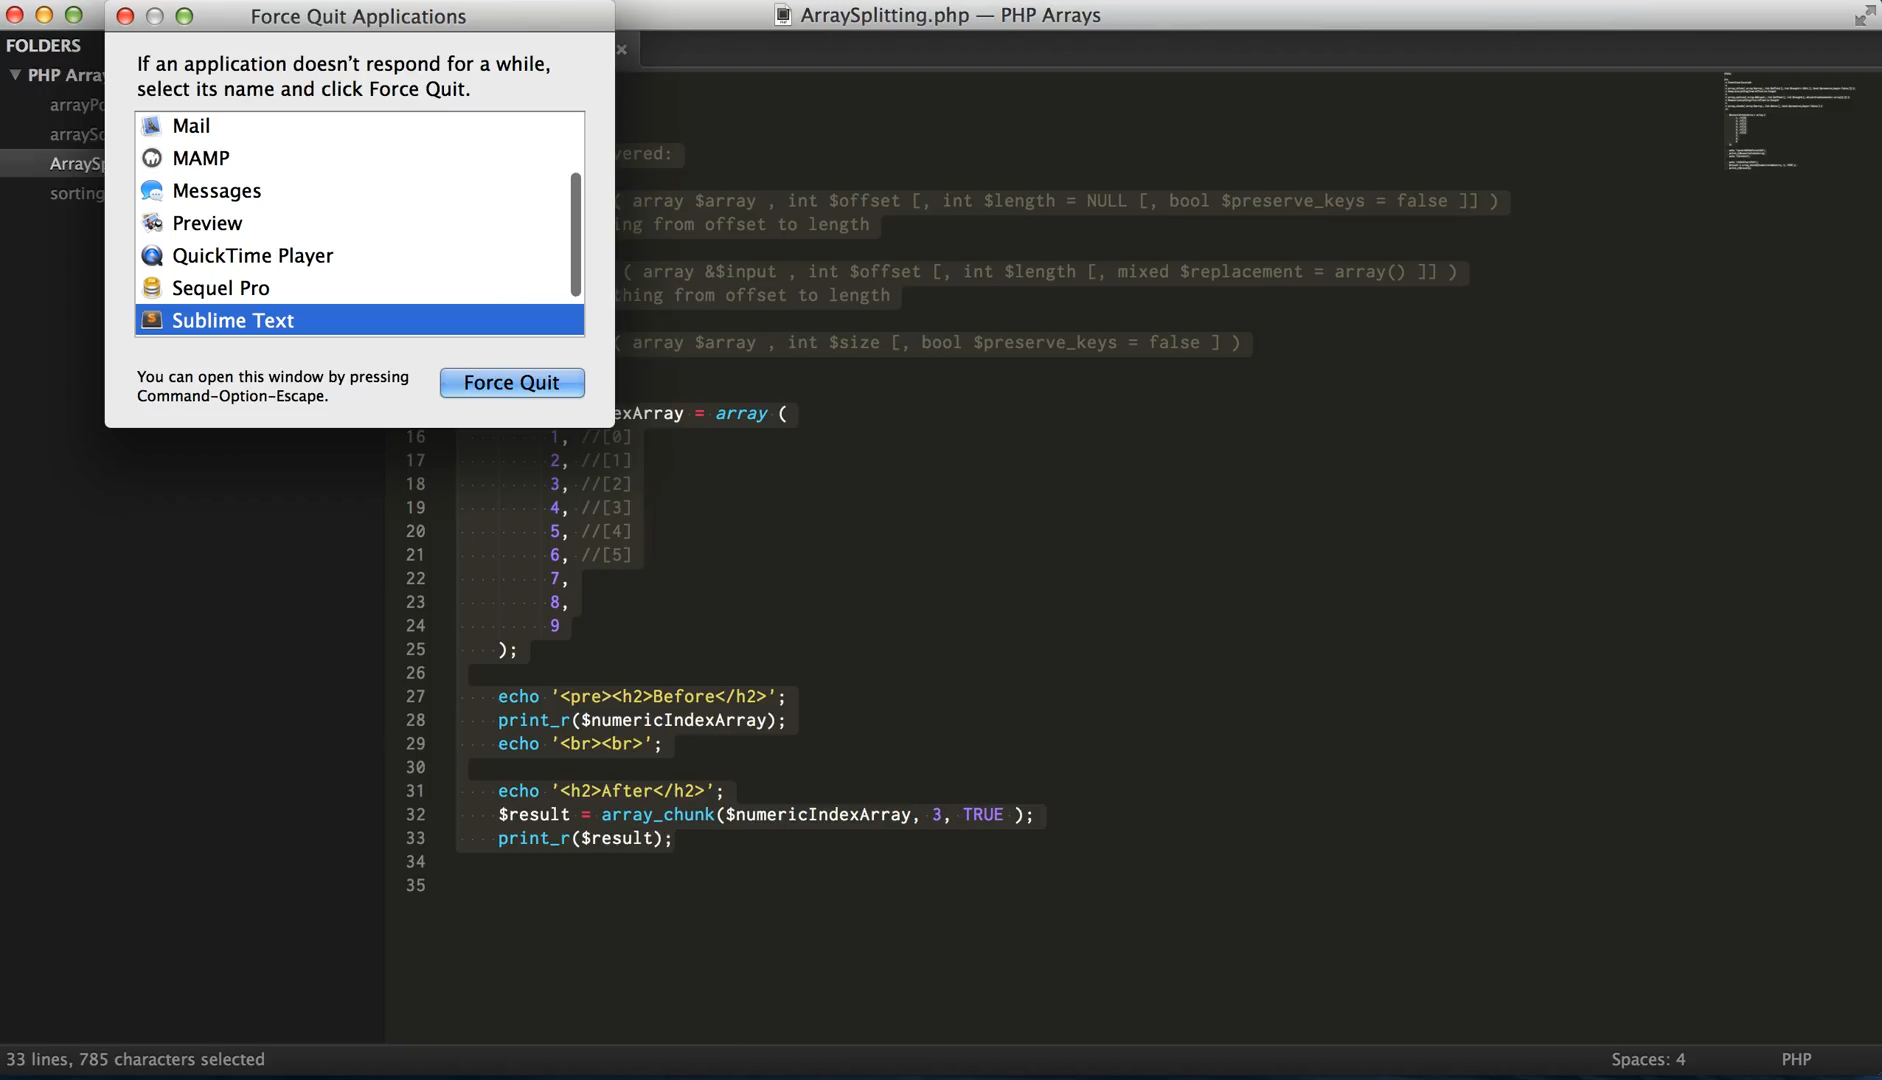 Force Quit Applications
ArraySplitting.php — PHP Arrays
FOLDERS
If an application doesn't respond for a while,
select its name and click Force Quit.
PHP Arra
arrayPo
arraySo
ArraySp
sorting
Mail
MAMP
Messages
Preview
QuickTime Player
Sequel Pro
Sublime Text
You can open this window by pressing
Command-Option-Escape.
Force Quit
vered:
( array $array , int $offset [, int $length = NULL [, bool $preserve_keys = false ]] )
ing from offset to length
( array &$input , int $offset [, int $length [, mixed $replacement = array() ]] )
thing from offset to length
( array $array , int $size [, bool $preserve_keys = false ] )
exArray = array (
16 1, //[0]
17 2, //[1]
18 3, //[2]
19 4, //[3]
20 5, //[4]
21 6, //[5]
22 7,
23 8,
24 9
25 );
26
27 echo '<pre><h2>Before</h2>';
28 print_r($numericIndexArray);
29 echo '<br><br>';
30
31 echo '<h2>After</h2>';
32 $result = array_chunk($numericIndexArray, 3, TRUE );
33 print_r($result);
34
35
33 lines, 785 characters selected
Spaces: 4
PHP